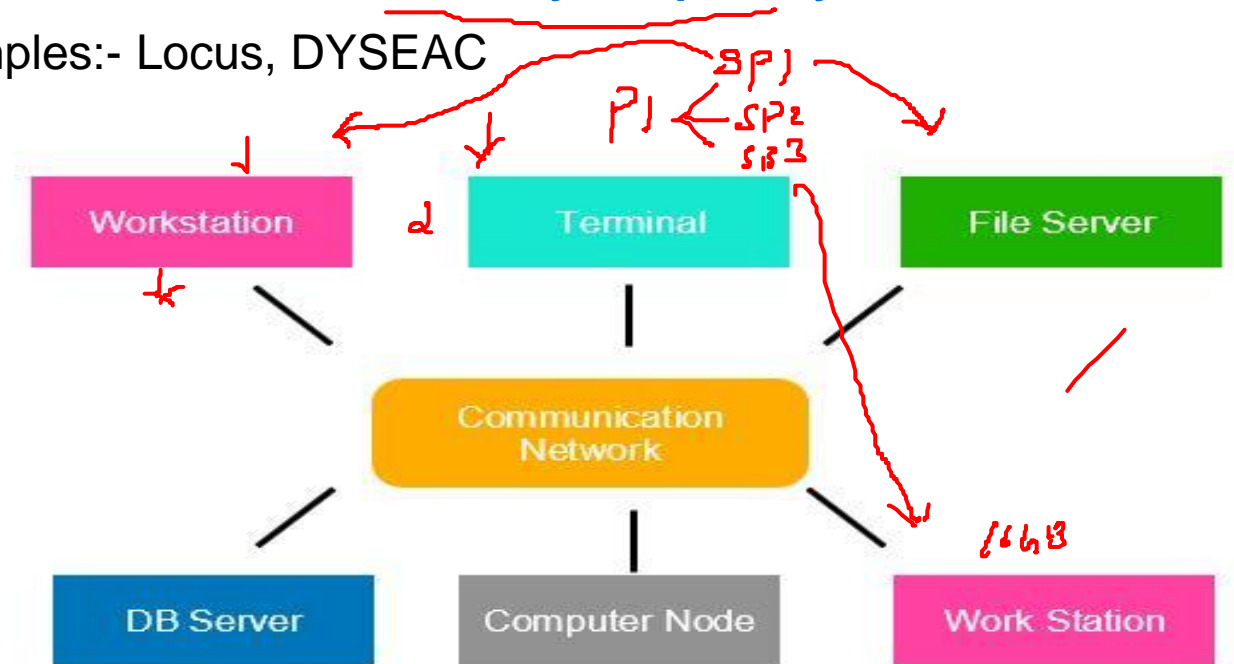 ples:- Locus, DYSEAC
SP1
P1
SP2
SP3
Workstation
Terminal
File Server
Communication
Network
16GB
DB Server
Computer Node
Work Station